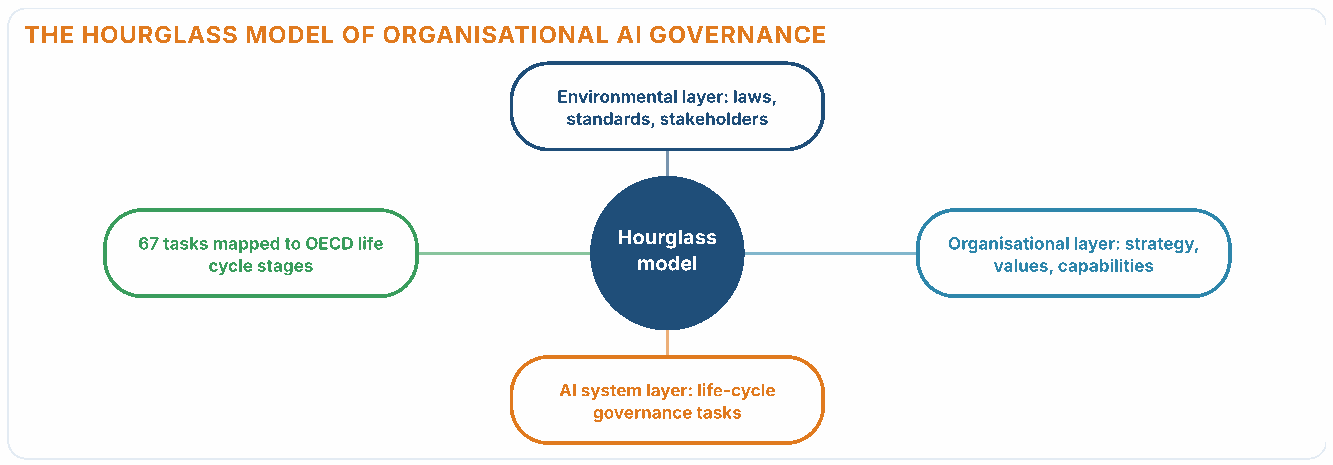 THE HOURGLASS MODEL OF ORGANISATIONAL AI GOVERNANCE
Environmental layer: laws,
standards, stakeholders
67 tasks mapped to OECD life
cycle stages
Hourglass
model
Organisational layer: strategy,
values, capabilities
AI system layer: life-cycle
governance tasks